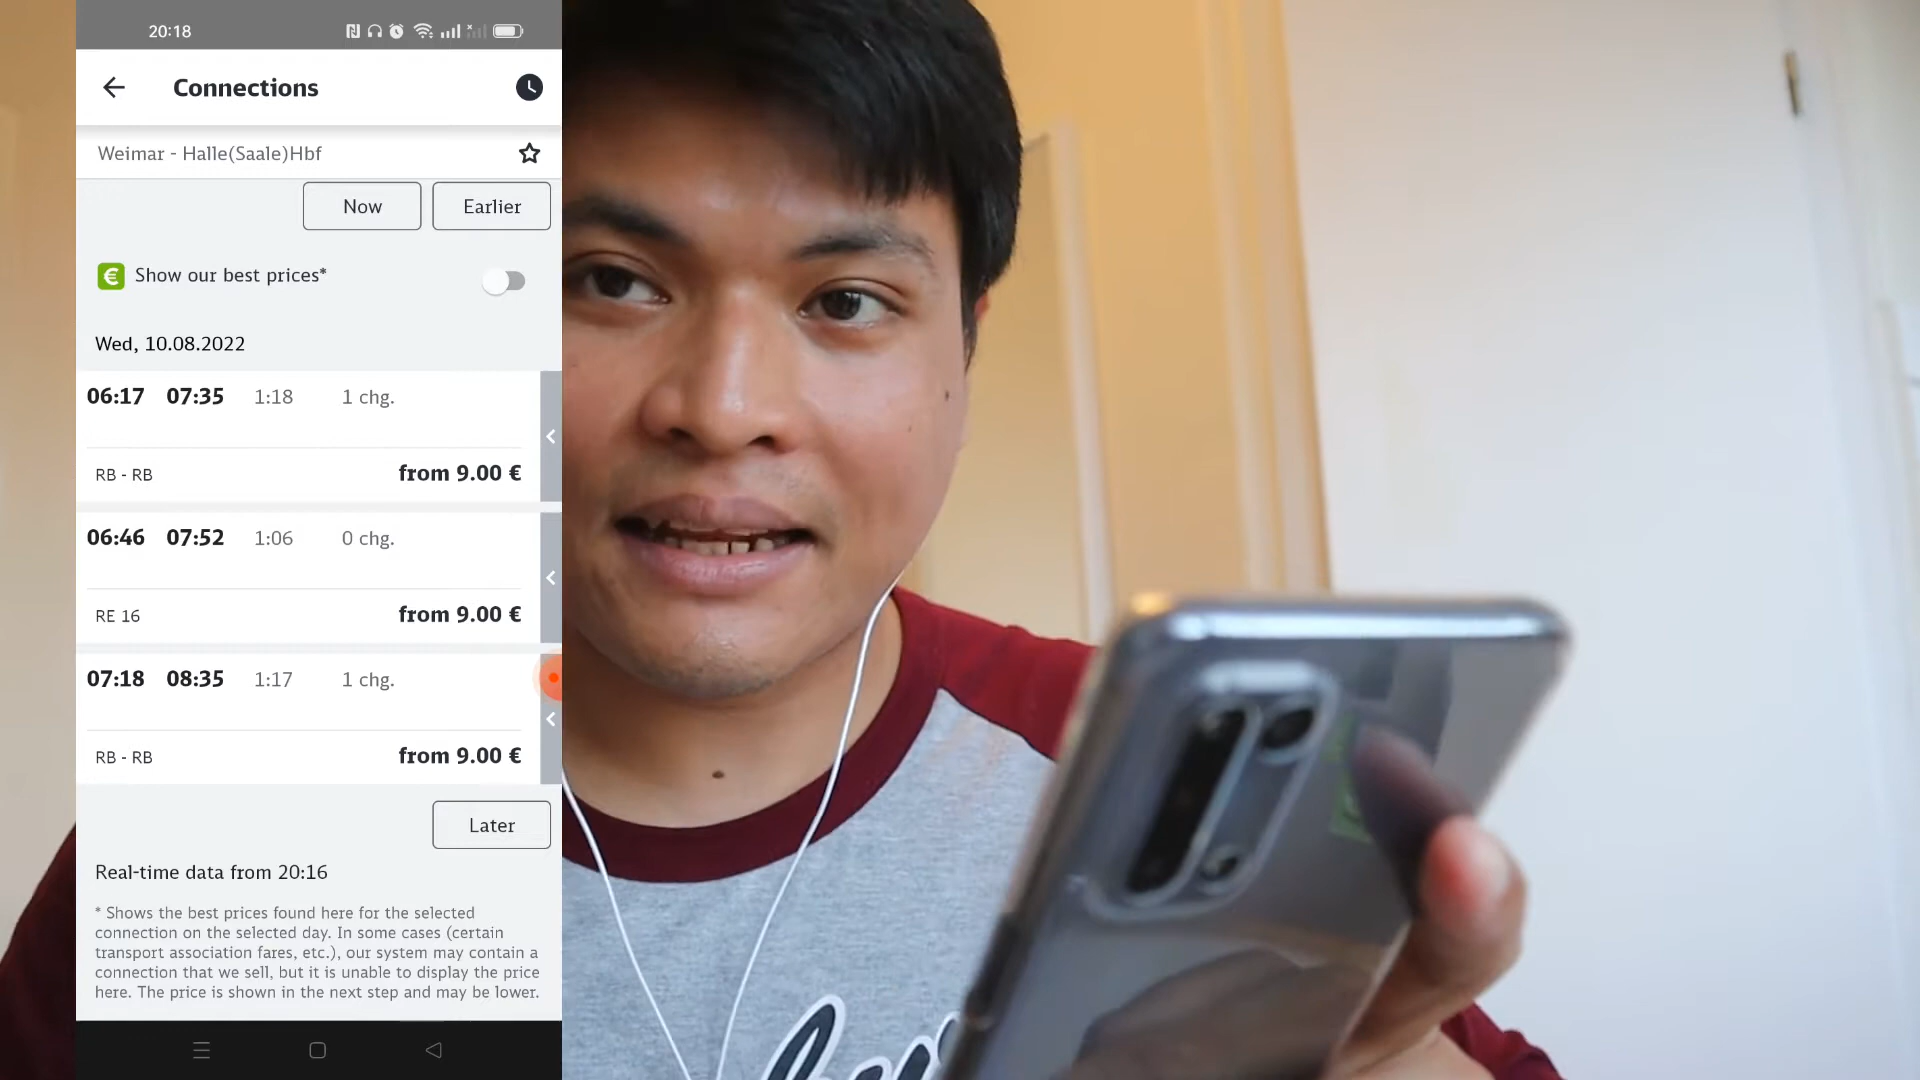 20:18
Connections
Weimar - Halle(Saale)Hbf
Now
Earlier
€ Show our best prices*
Wed, 10.08.2022
06:17 07:35 1:18 1 chg.
RB - RB from 9.00 €
06:46 07:52 1:06 0 chg.
RE 16 from 9.00 €
07:18 08:35 1:17 1 chg.
RB - RB from 9.00 €
Later
Real-time data from 20:16
* Shows the best prices found here for the selected
connection on the selected day. In some cases (certain
transport association fares, etc.), our system may contain a
connection that we sell, but it is unable to display the price
here. The price is shown in the next step and may be lower.